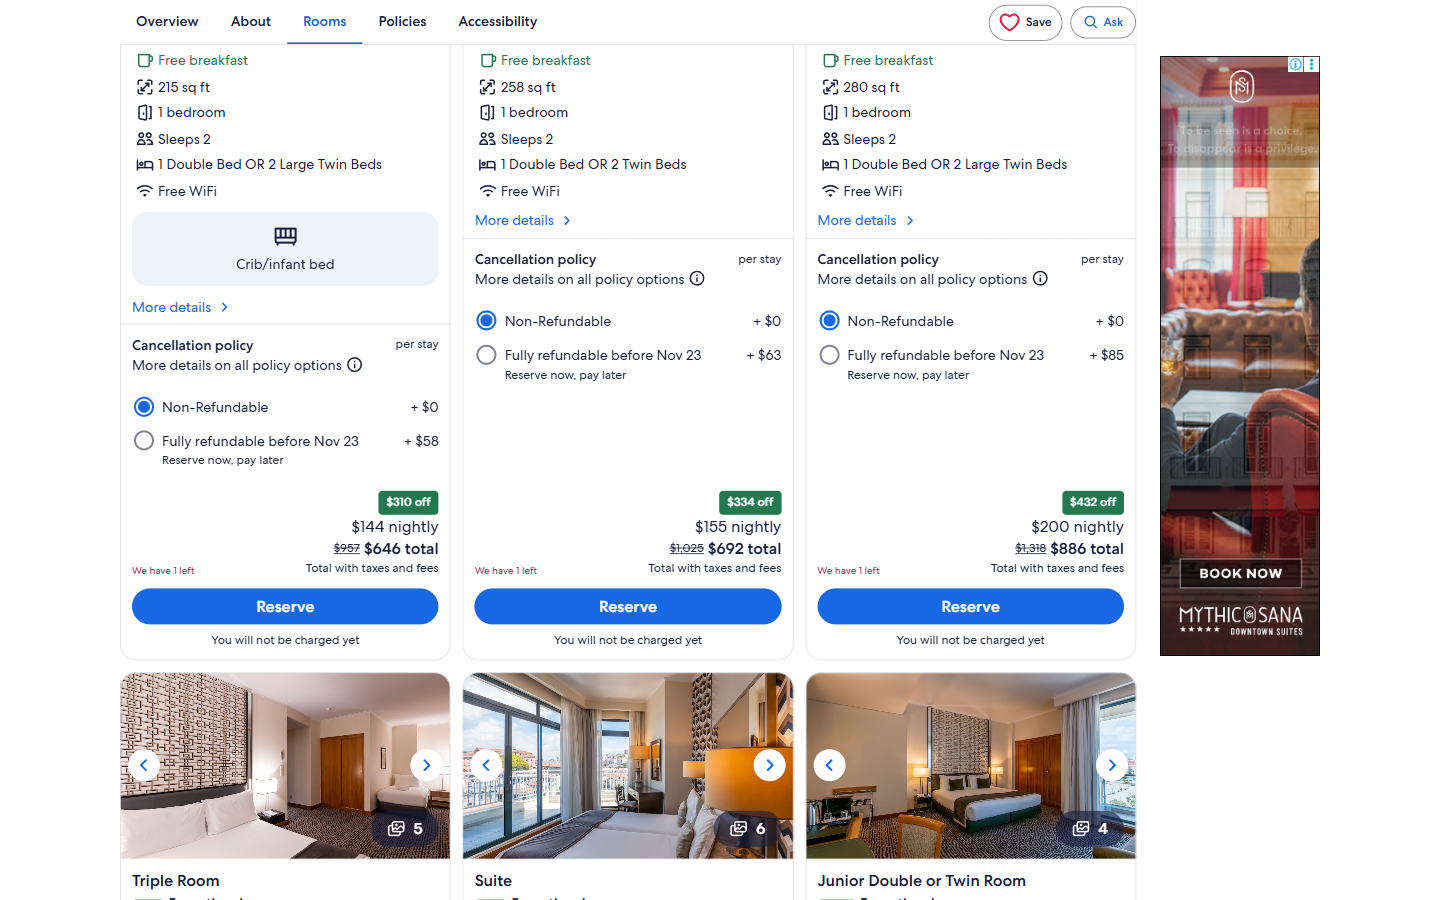 Overview
About
Rooms
Policies
Accessibility
Save
Ask
Free breakfast
215 sq ft
1 bedroom
Sleeps 2
1 Double Bed OR 2 Large Twin Beds
Free WiFi
Crib/infant bed
More details
Cancellation policy
per stay
More details on all policy options
Non-Refundable
+ $0
Fully refundable before Nov 23
+ $58
Reserve now, pay later
$310 off
$144 nightly
$957 $646 total
We have 1 left
Total with taxes and fees
Reserve
You will not be charged yet
Free breakfast
258 sq ft
1 bedroom
Sleeps 2
1 Double Bed OR 2 Twin Beds
Free WiFi
More details
Cancellation policy
per stay
More details on all policy options
Non-Refundable
+ $0
Fully refundable before Nov 23
+ $63
Reserve now, pay later
$334 off
$155 nightly
$1,025 $692 total
We have 1 left
Total with taxes and fees
Reserve
You will not be charged yet
Free breakfast
280 sq ft
1 bedroom
Sleeps 2
1 Double Bed OR 2 Large Twin Beds
Free WiFi
More details
Cancellation policy
per stay
More details on all policy options
Non-Refundable
+ $0
Fully refundable before Nov 23
+ $85
Reserve now, pay later
$432 off
$200 nightly
$1,318 $886 total
We have 1 left
Total with taxes and fees
Reserve
You will not be charged yet
5
Triple Room
6
Suite
4
Junior Double or Twin Room
To be seen is a choice.
To disappear is a privilege.
BOOK NOW
MYTHIC SANA
DOWNTOWN SUITES